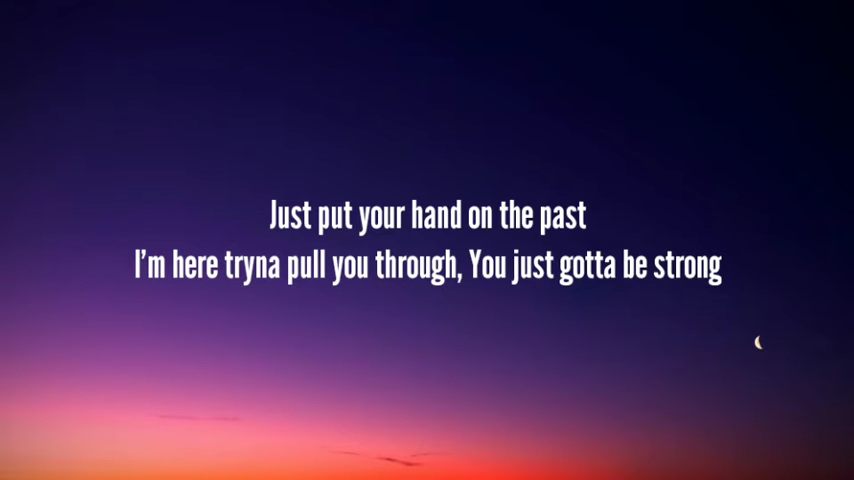 Just put your hand on the past
I'm here tryna pull you through, You just gotta be strong